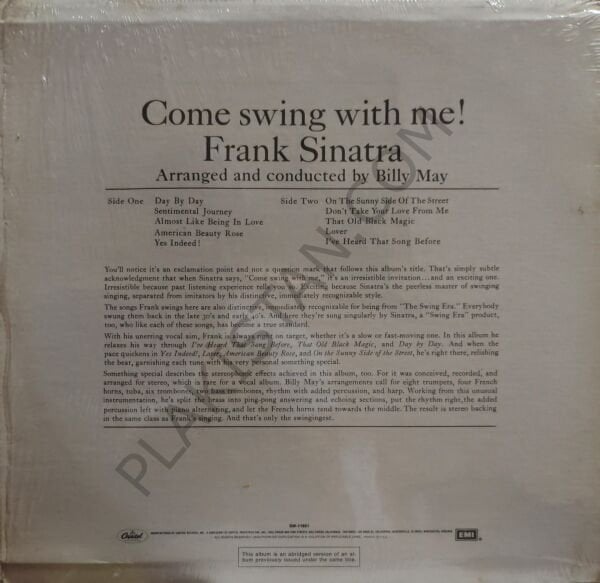 Come swing with me!
Frank Sinatra
Arranged and conducted by Billy May
Side One
Day By Day
Sentimental Journey
Almost Like Being In Love
American Beauty Rose
Yes Indeed!
Side Two
On The Sunny Side Of The Street
Don't Take Your Love From Me
That Old Black Magic
Lover
I've Heard That Song Before
You'll notice it's an exclamation point and not a question mark that follows this album's title. That's simply subtle
acknowledgment that when Sinatra says, "Come swing with me," it's an irresistible invitation...and an exciting one.
Irresistible because past listening experience tells you so. Exciting because Sinatra's the peerless master of swinging
singing, separated from imitators by his distinctive, immediately recognizable style.
The songs Frank swings here are also distinctive, immediately recognizable for being from "The Swing Era." Everybody
swung them back in the late 30's and early 40's. And here they're sung singularly by Sinatra, a "Swing Era" product,
too, who like each of these songs, has become a true standard.
With his unerring vocal aim, Frank is always right on target, whether it's a slow or fast-moving one. In this album he
relaxes his way through I've Heard That Song Before, That Old Black Magic, and Day by Day. And when the
pace quickens in Yes Indeed!, Lover, American Beauty Rose, and On the Sunny Side of the Street, he's right there, relishing
the beat, garnishing each tune with his very personal something special.
Something special describes the stereophonic effects achieved in this album, too. For it was conceived, recorded, and
arranged for stereo, which is rare for a vocal album. Billy May's arrangements call for eight trumpets, four French
horns, tuba, six trombones, two bass trombones, rhythm with added percussion, and harp. Working from this unusual
instrumentation, he's split the brass into ping-pong answering and echoing sections, put the rhythm right, the added
percussion left with piano alternating, and let the French horns tend towards the middle. The result is stereo backing
in the same class as Frank's singing. And that's only the swingingest.
PLAKISTAN.COM
Capitol
EMI
This album is an abridged version of an al-
bum previously issued under the same title.